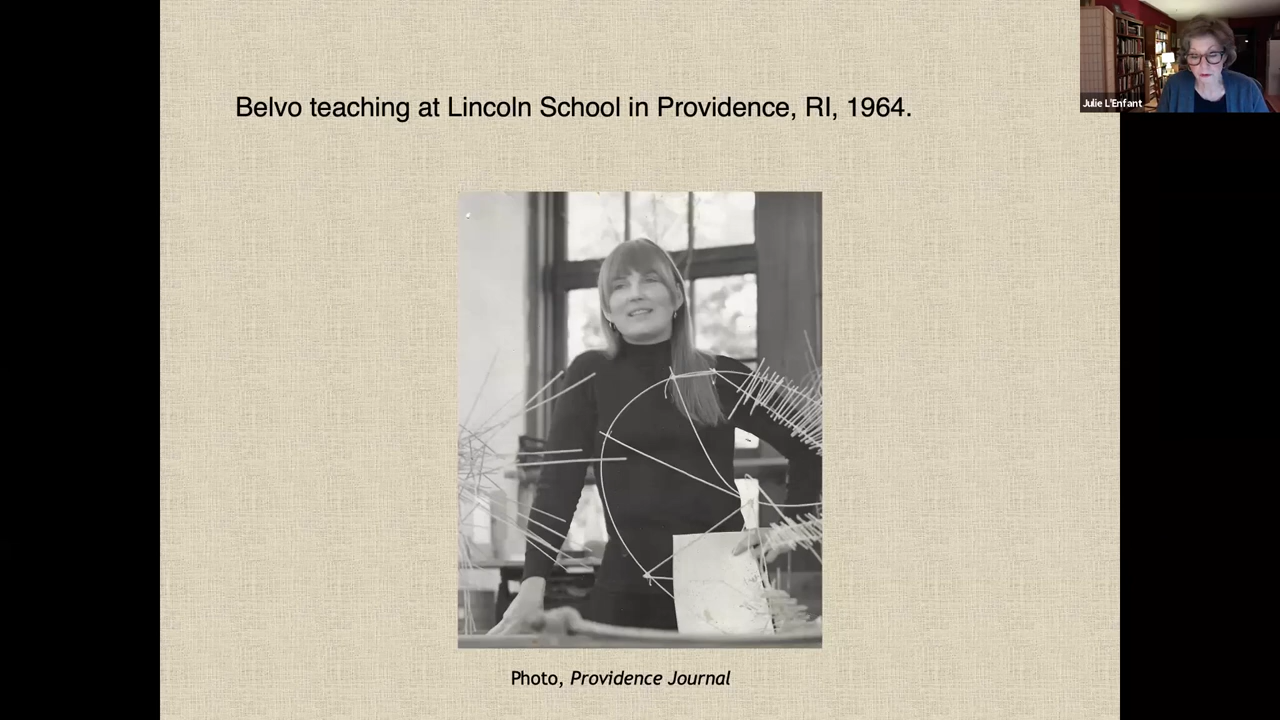 Belvo teaching at Lincoln School in Providence, RI, 1964.
Julie L'Enfant
Photo, Providence Journal